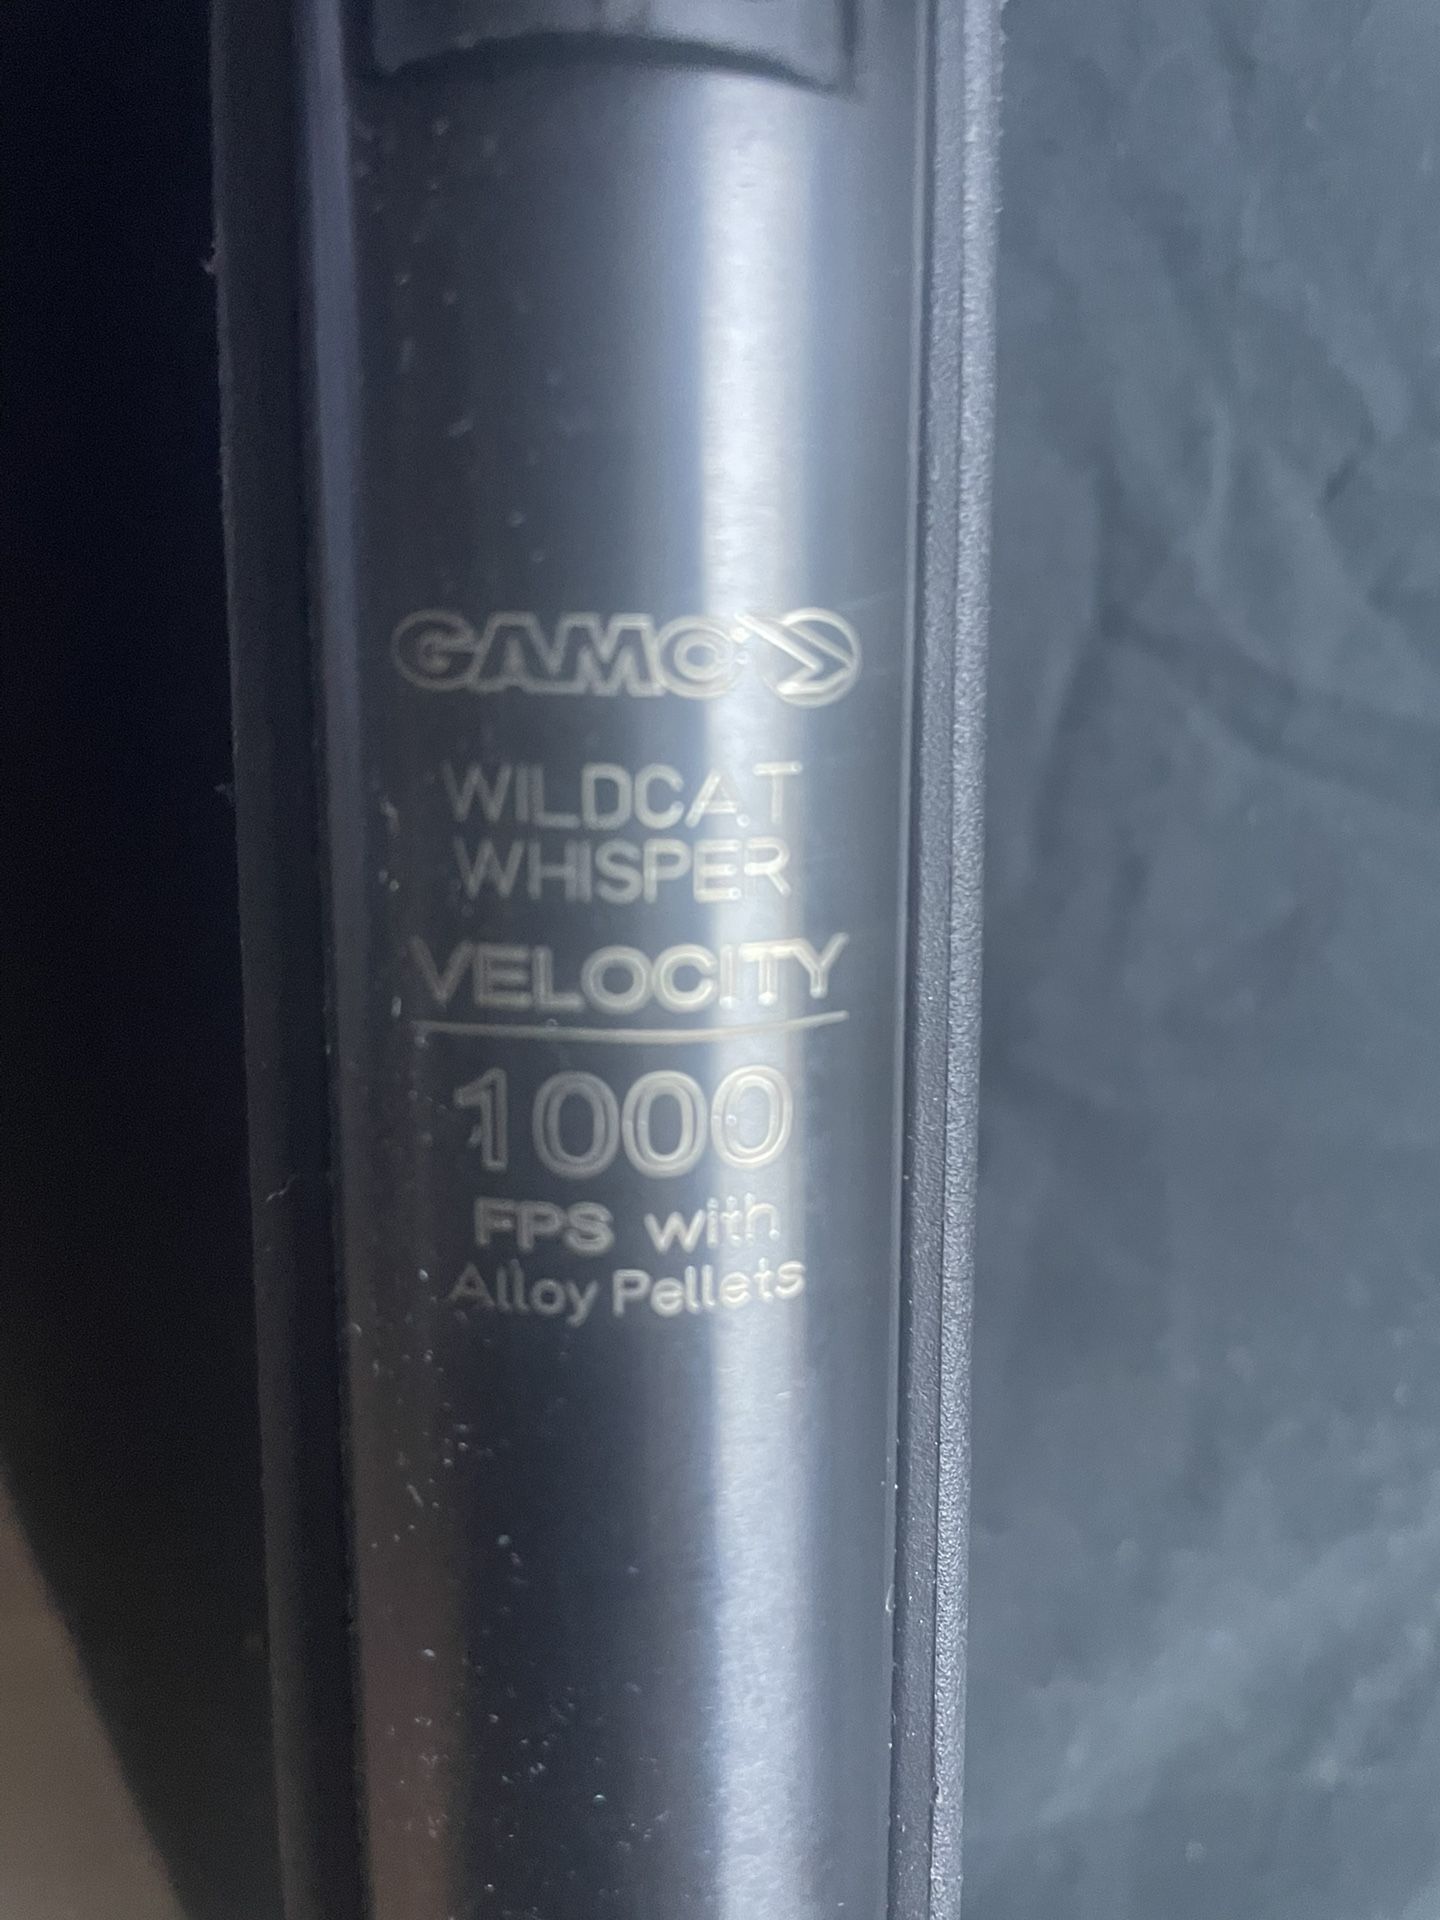 GAMO
WILDCAT
WHISPER
VELOCITY
1000
FPS with
Alloy Pellets